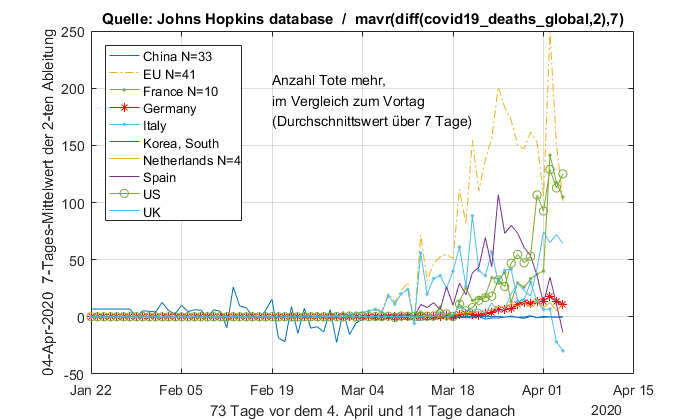 Quelle: Johns Hopkins database / mavr(diff(covid19_deaths_global,2),7)
04-Apr-2020 7-Tages-Mittelwert der 2-ten Ableitung
250
200
150
100
50
0
-50
China N=33
EU N=41
France N=10
Germany
Italy
Korea, South
Netherlands N=4
Spain
US
UK
Anzahl Tote mehr,
im Vergleich zum Vortag
(Durchschnittswert über 7 Tage)
Jan 22 Feb 05 Feb 19 Mar 04 Mar 18 Apr 01 Apr 15
73 Tage vor dem 4. April und 11 Tage danach 2020